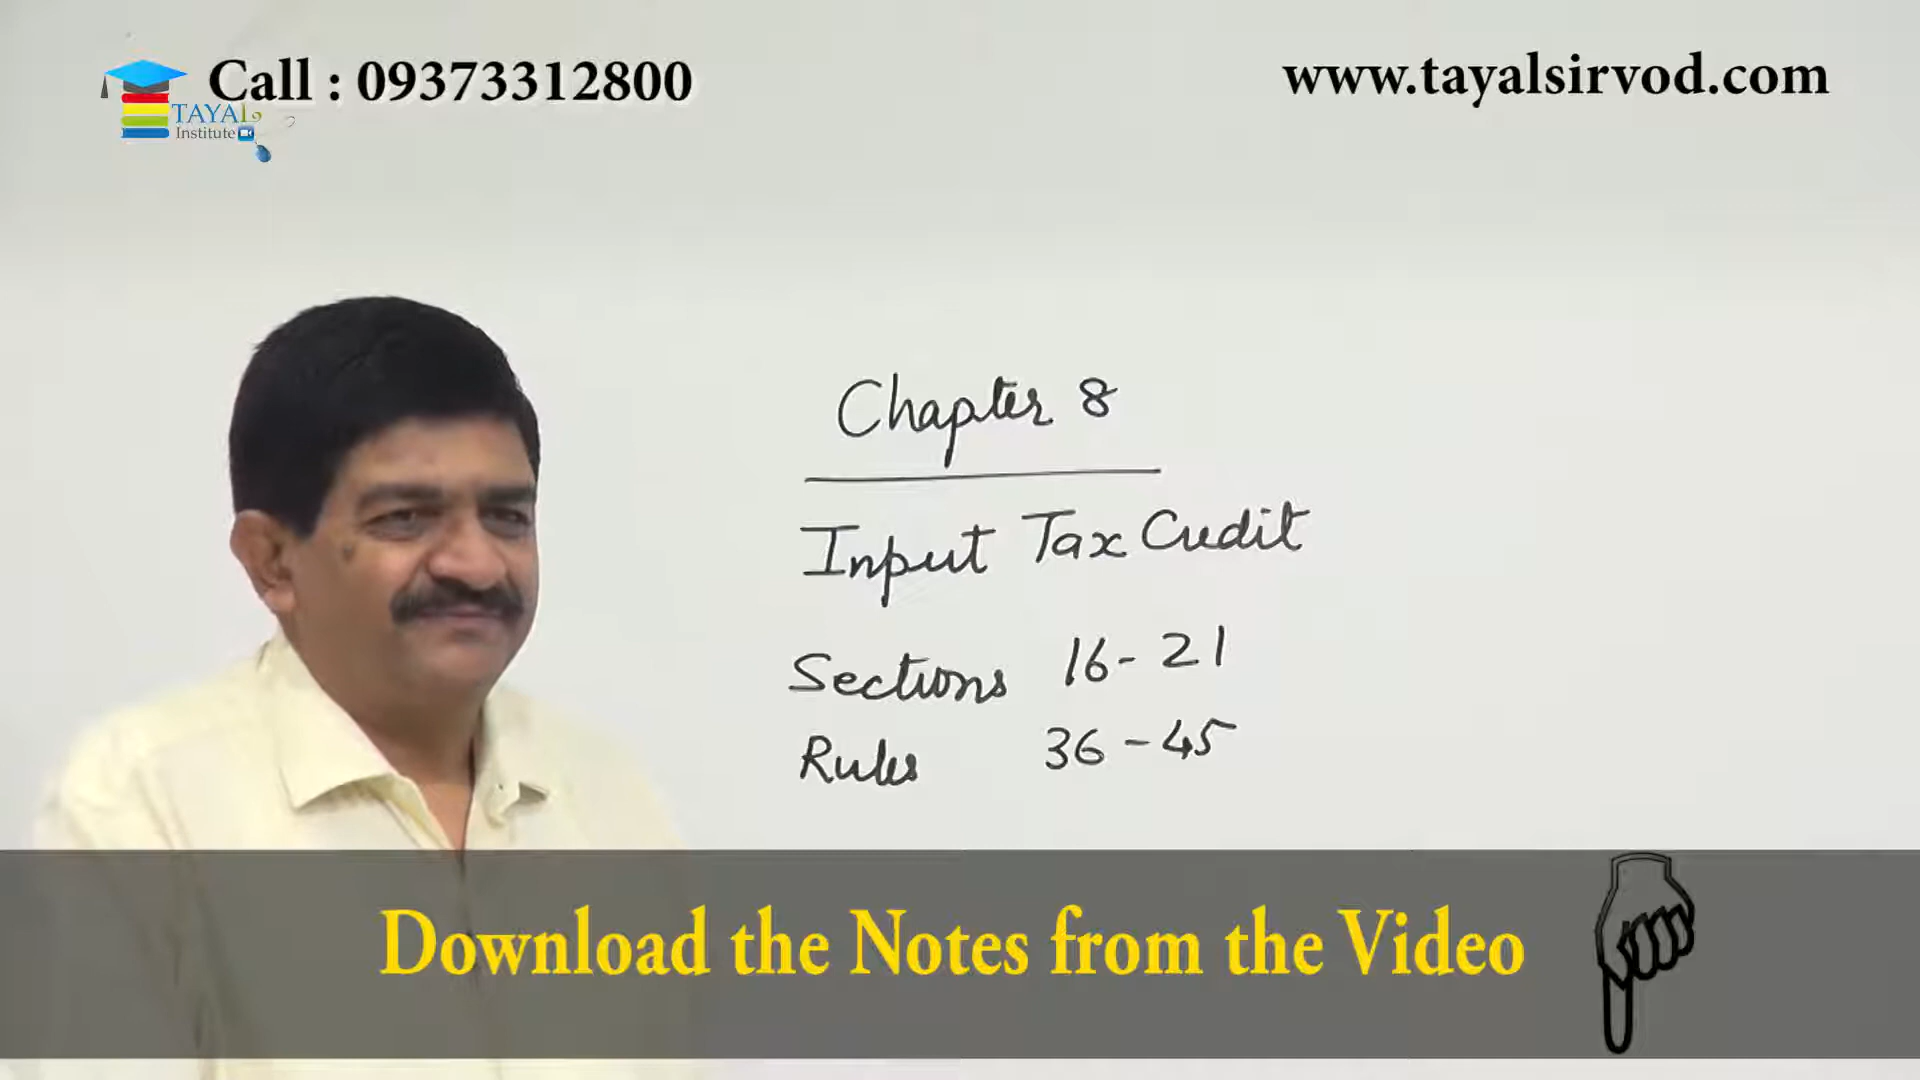 Call : 09373312800
www.tayalsirvod.com
TAYAL
Institute
Chapter 8
Input Tax Credit
Sections 16-21
Rules 36-45
Download the Notes from the Video